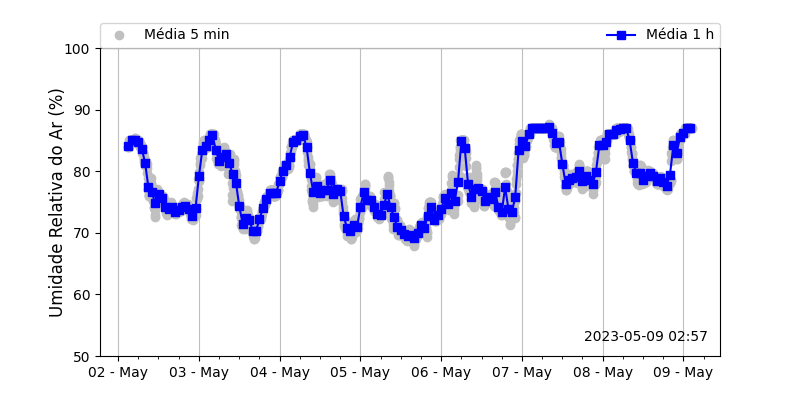 Média 5 min
Média 1 h
100
90
80
70
60
50
Umidade Relativa do Ar (%)
2023-05-09 02:57
02 - May
03 - May
04 - May
05 - May
06 - May
07 - May
08 - May
09 - May